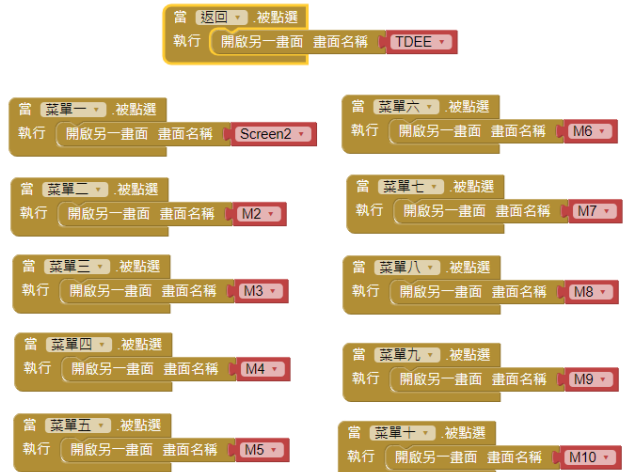 當 返回 .被點選
執行 開啟另一畫面 畫面名稱 TDEE
當 菜單一 .被點選
執行 開啟另一畫面 畫面名稱 Screen2
當 菜單二 .被點選
執行 開啟另一畫面 畫面名稱 M2
當 菜單三 .被點選
執行 開啟另一畫面 畫面名稱 M3
當 菜單四 .被點選
執行 開啟另一畫面 畫面名稱 M4
當 菜單五 .被點選
執行 開啟另一畫面 畫面名稱 M5
當 菜單六 .被點選
執行 開啟另一畫面 畫面名稱 M6
當 菜單七 .被點選
執行 開啟另一畫面 畫面名稱 M7
當 菜單八 .被點選
執行 開啟另一畫面 畫面名稱 M8
當 菜單九 .被點選
執行 開啟另一畫面 畫面名稱 M9
當 菜單十 .被點選
執行 開啟另一畫面 畫面名稱 M10